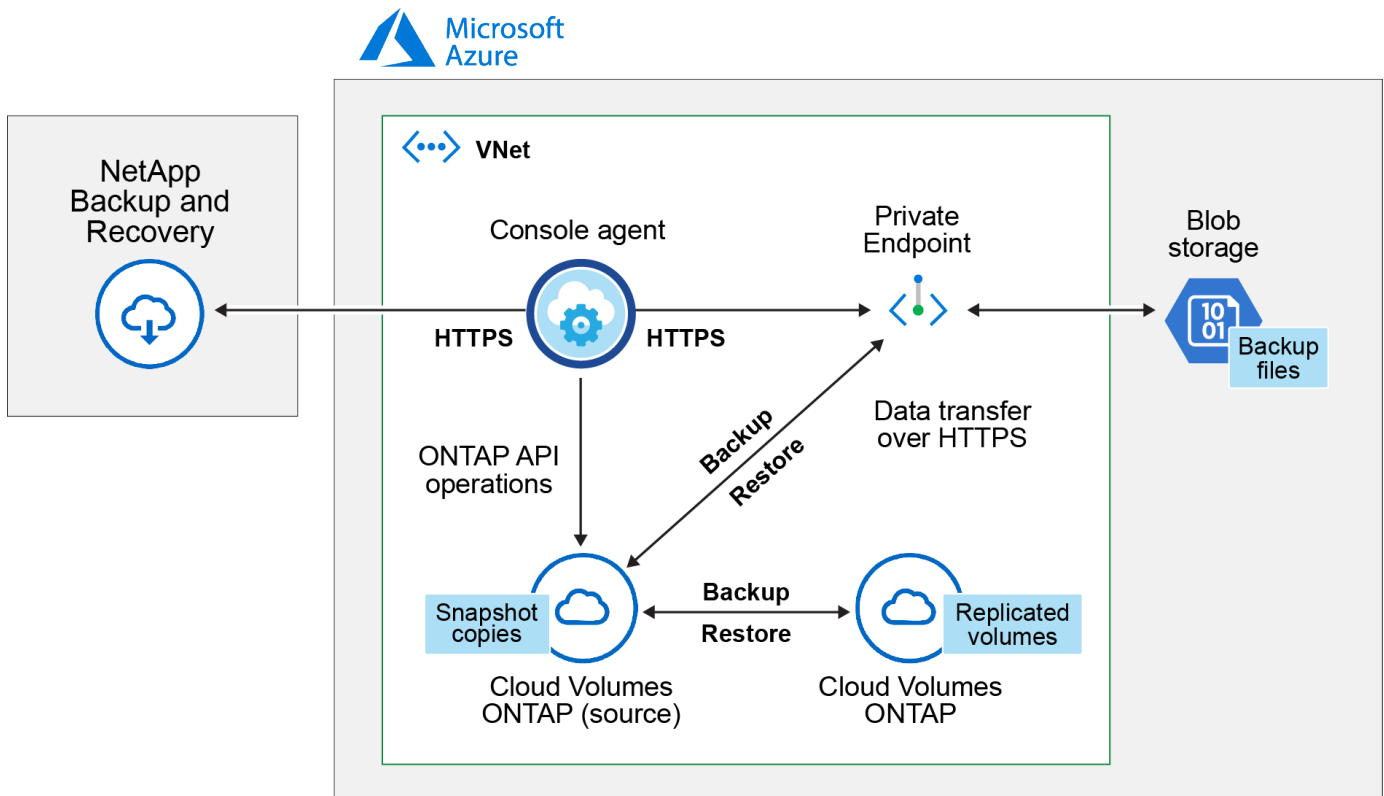 Microsoft
Azure
NetApp
Backup and
Recovery
VNet
Console agent
Private
Endpoint
Blob
storage
HTTPS
HTTPS
10
01
Backup
files
ONTAP API
operations
Backup
Restore
Data transfer
over HTTPS
Snapshot
copies
Backup
Restore
Replicated
volumes
Cloud Volumes
ONTAP (source)
Cloud Volumes
ONTAP